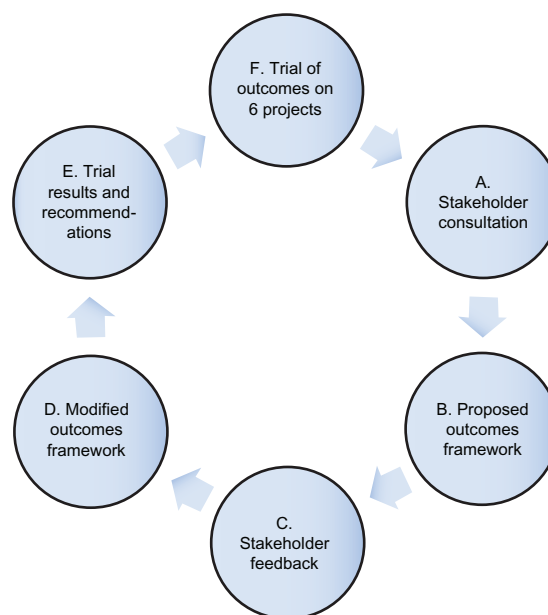 F. Trial of
outcomes on
6 projects
A.
Stakeholder
consultation
B. Proposed
outcomes
framework
C.
Stakeholder
feedback
D. Modified
outcomes
framework
E. Trial
results and
recommend-
ations